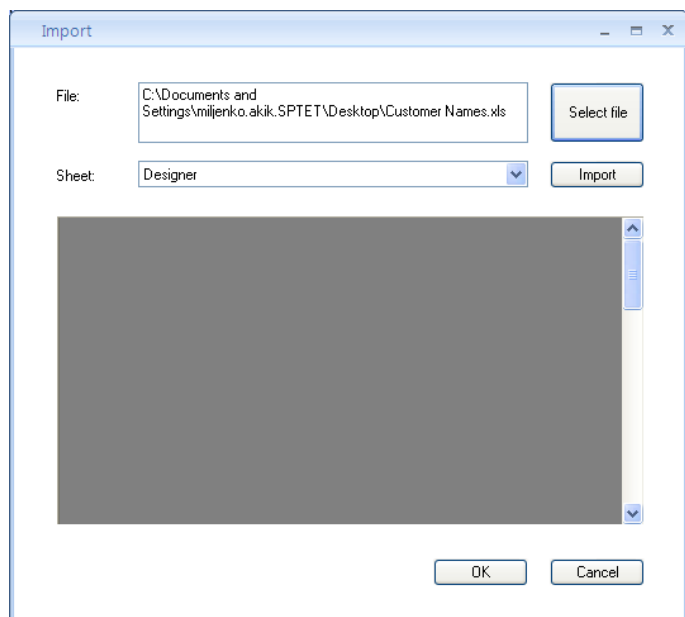 Import
File:
C:\Documents and
Settings\miljenko.akik.SPTET\Desktop\Customer Names.xls
Select file
Sheet:
Designer
Import
OK
Cancel